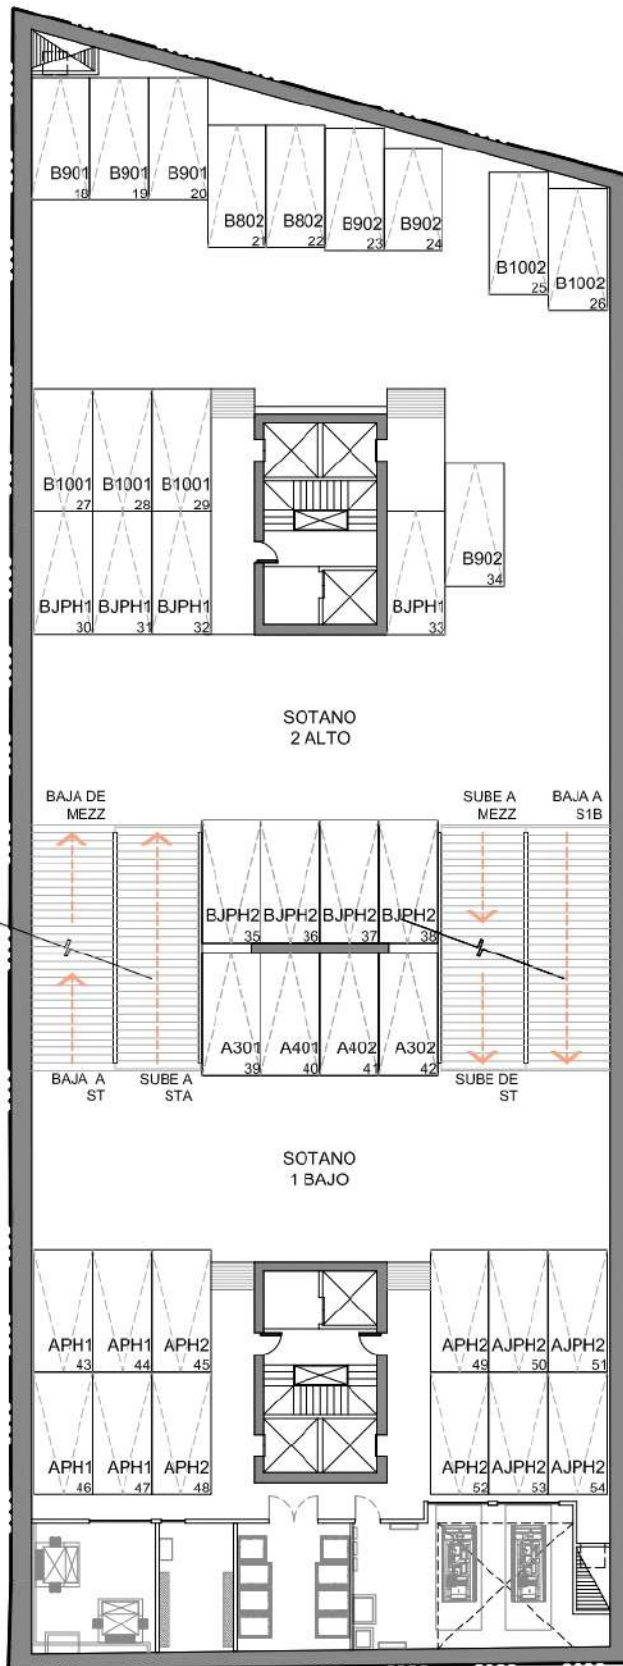 B901 B901 B901
18 19 20
B802 B802 B902 B902
21 22 23 24
B1002 B1002
25 26
B1001 B1001 B1001
27 28 29
B902
34
BJPH1 BJPH1 BJPH1 BJPH1
30 31 32 33
SOTANO
2 ALTO
BAJA DE
MEZZ
SUBE A
MEZZ
BAJA A
S1B
BJPH2 BJPH2 BJPH2 BJPH2
35 36 37 38
A301 A401 A402 A302
39 40 41 42
BAJA A
ST
SUBE A
STA
SUBE DE
ST
SOTANO
1 BAJO
APH1 APH1 APH2 APH2 AJPH2 AJPH2
43 44 45 49 50 51
APH1 APH1 APH2 APH2 AJPH2 AJPH2
46 47 48 52 53 54